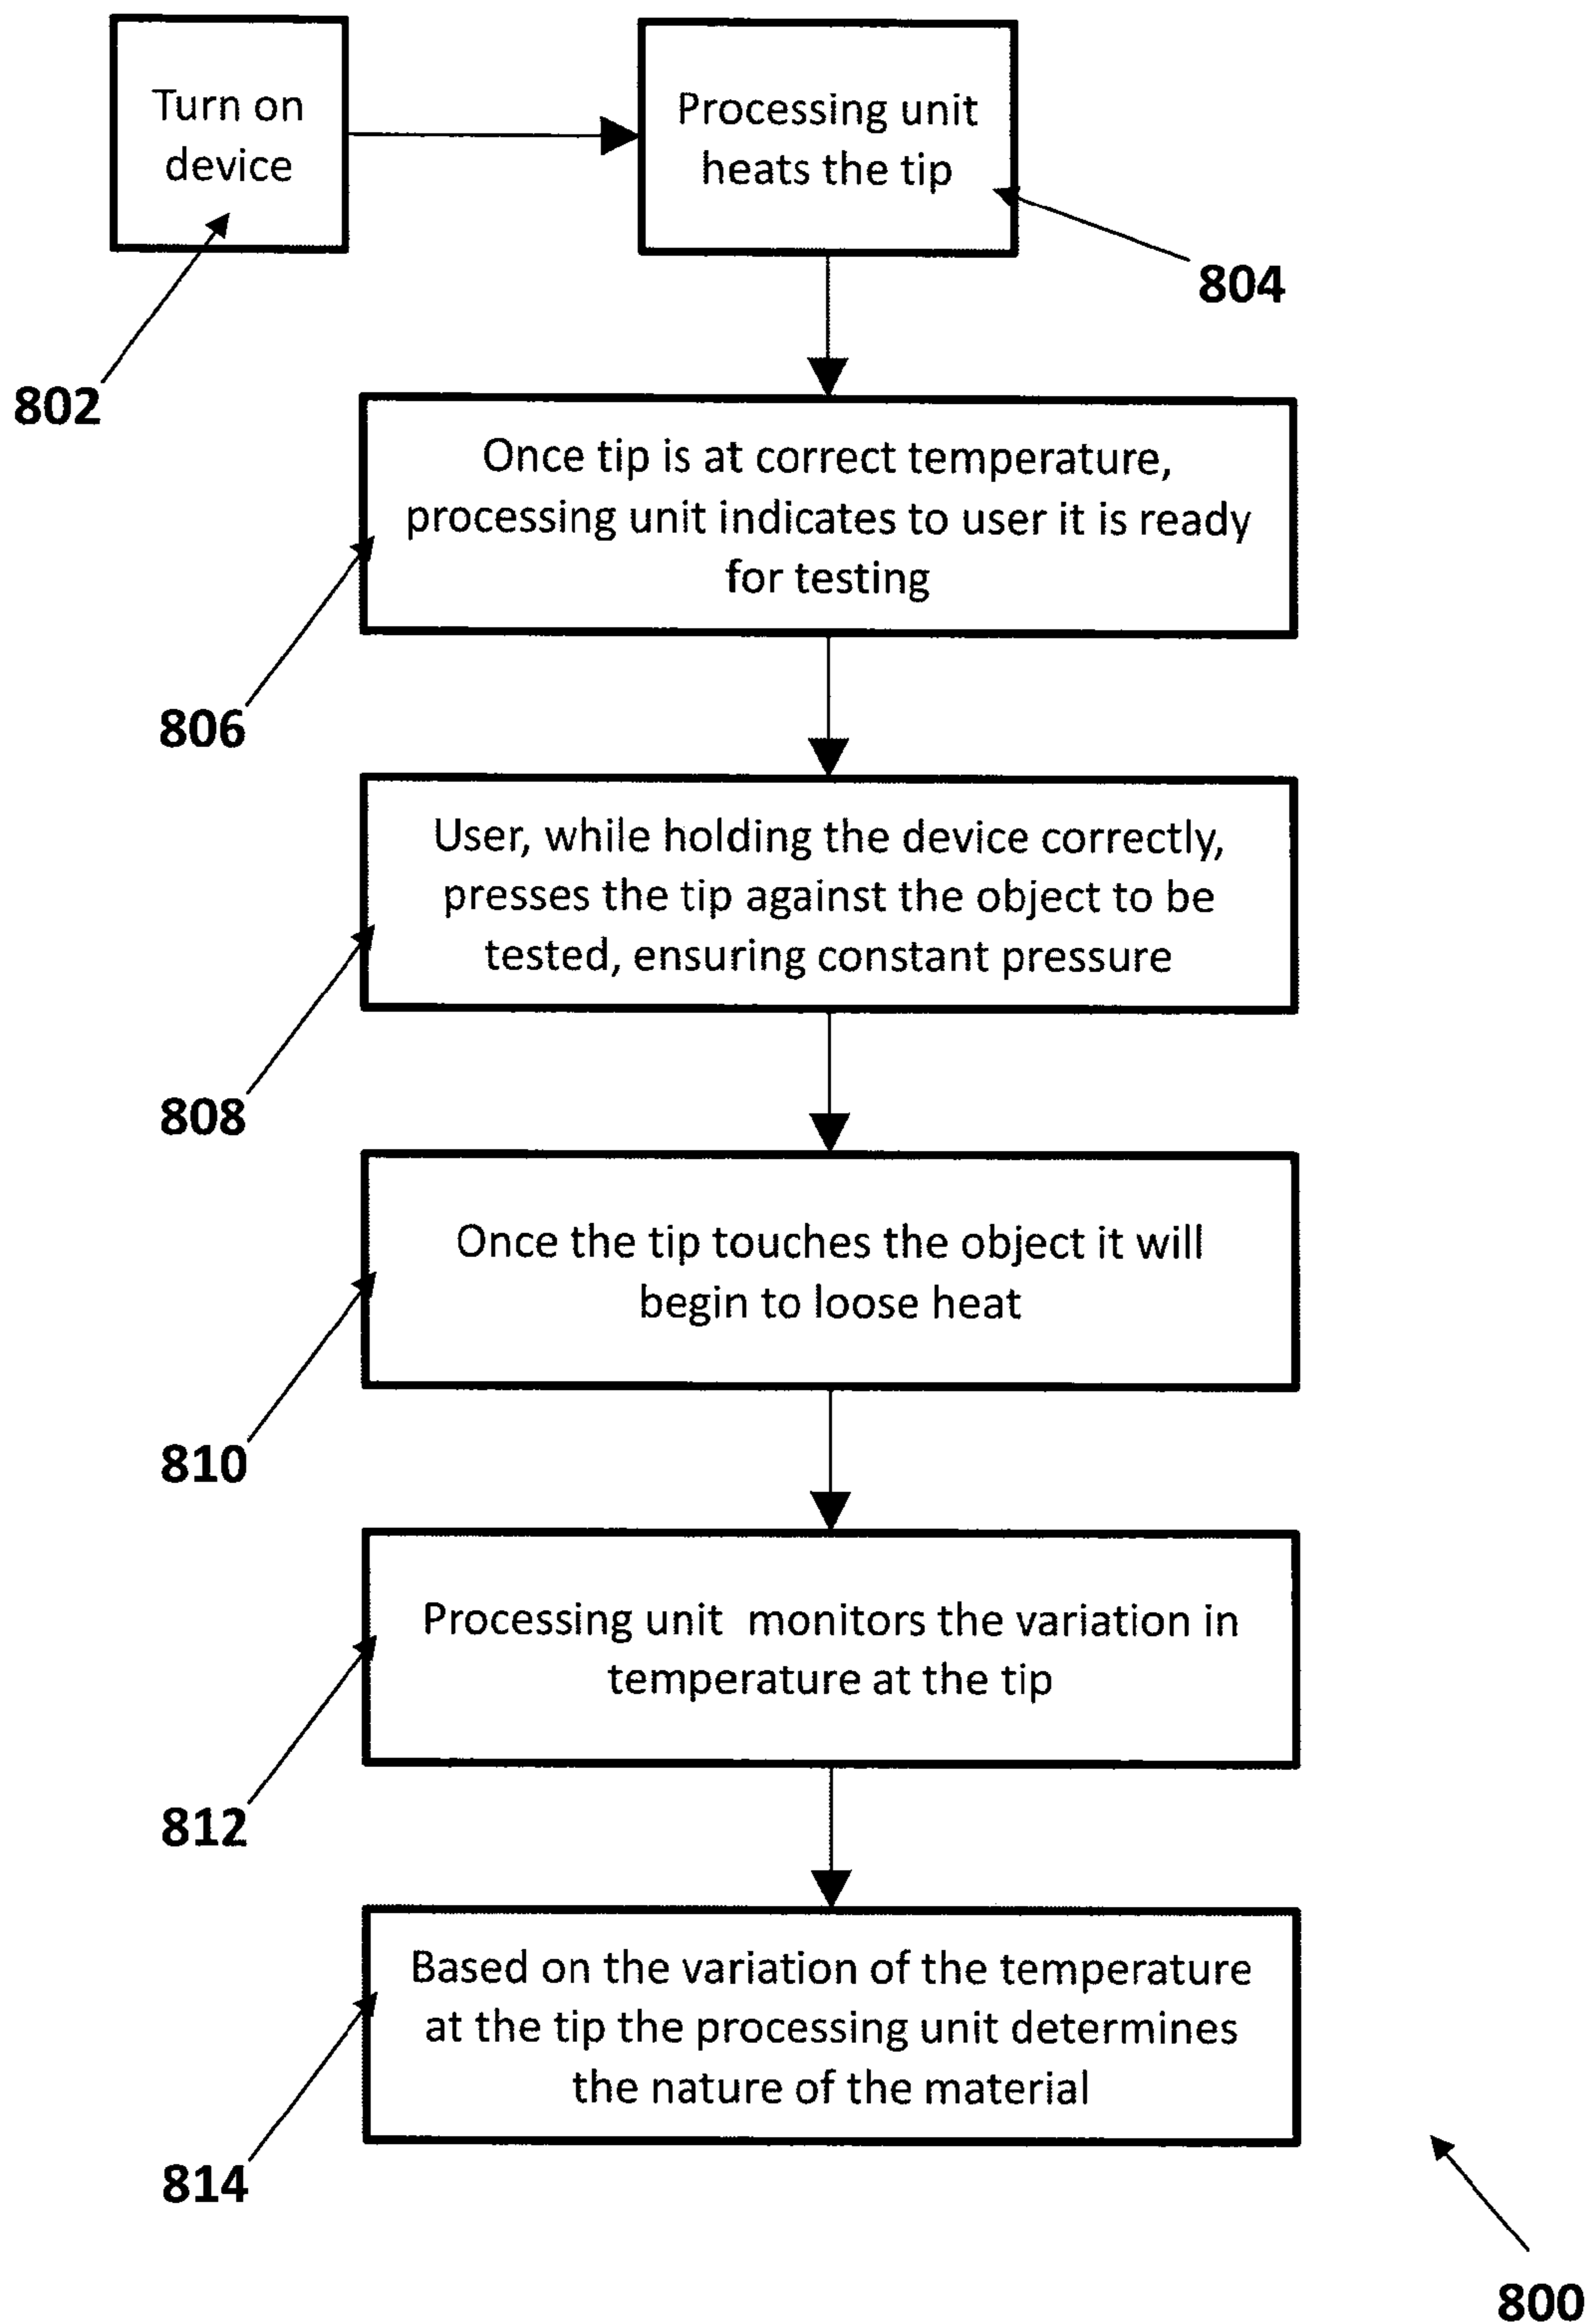 Turn on
device
Processing unit
heats the tip
804
802
Once tip is at correct temperature,
processing unit indicates to user it is ready
for testing
806
User, while holding the device correctly,
presses the tip against the object to be
tested, ensuring constant pressure
808
Once the tip touches the object it will
begin to loose heat
810
Processing unit monitors the variation in
temperature at the tip
812
Based on the variation of the temperature
at the tip the processing unit determines
the nature of the material
814
800